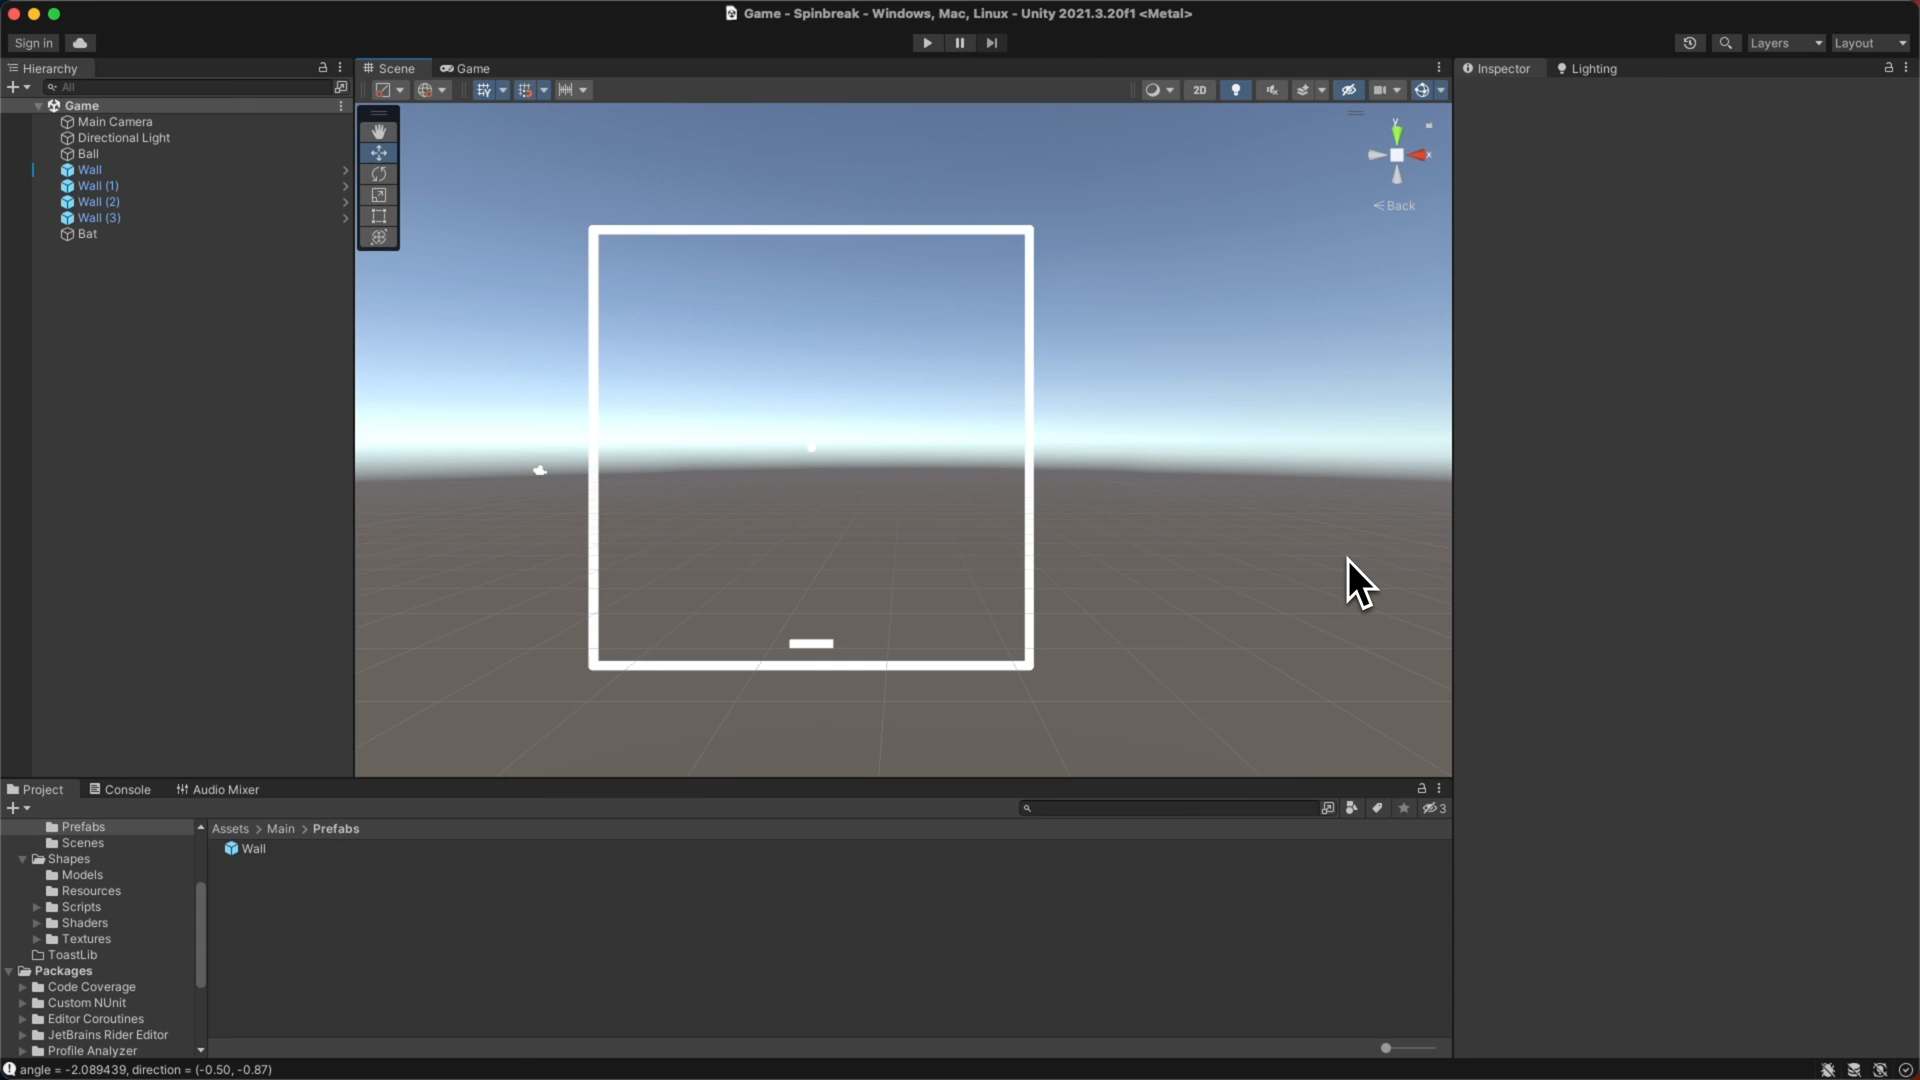 Game - Spinbreak - Windows, Mac, Linux - Unity 2021.3.20f1 <Metal>
Sign in
Layers
Layout
Hierarchy
All
Game
Main Camera
Directional Light
Ball
Wall
Wall (1)
Wall (2)
Wall (3)
Bat
Scene
Game
2D
y
x
Back
Inspector
Lighting
Project
Console
Audio Mixer
3
Prefabs
Scenes
Shapes
Models
Resources
Scripts
Shaders
Textures
ToastLib
Packages
Code Coverage
Custom NUnit
Editor Coroutines
JetBrains Rider Editor
Profile Analyzer
Assets > Main > Prefabs
Wall
angle = -2.089439, direction = (-0.50, -0.87)